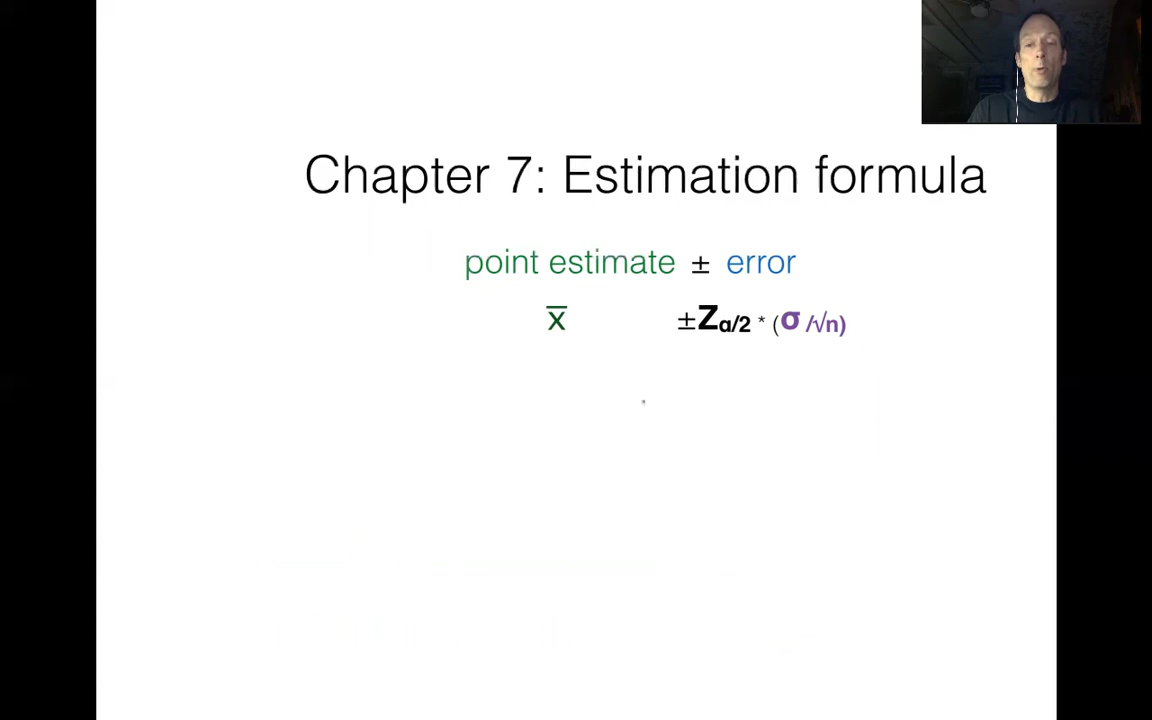 Chapter 7: Estimation formula
point estimate ± error
x̅ ±Zα/2 * (σ /√n)